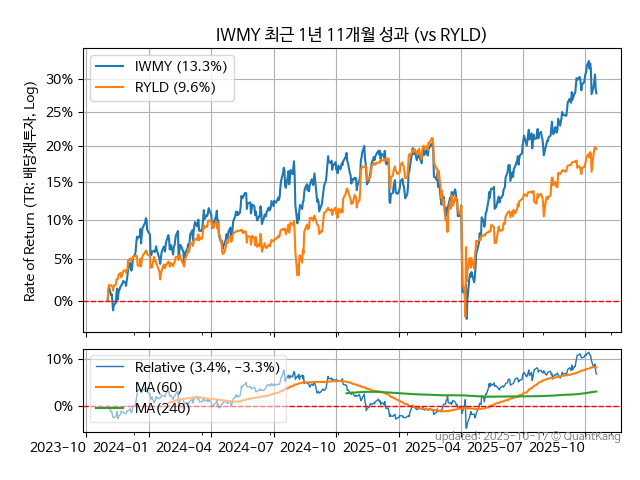 IWMY 최근 1년 11개월 성과 (vs RYLD)
Rate of Return (TR: 배당재투자, Log)
IWMY (13.3%)
RYLD (9.6%)
30%
25%
20%
15%
10%
5%
0%
10%
0%
Relative (3.4%, −3.3%)
MA(60)
MA(240)
2023−10 2024−01 2024−04 2024−07 2024−10 2025−01 2025−04 2025−07 2025−10
updated: 2025−10−17 © QuantKang